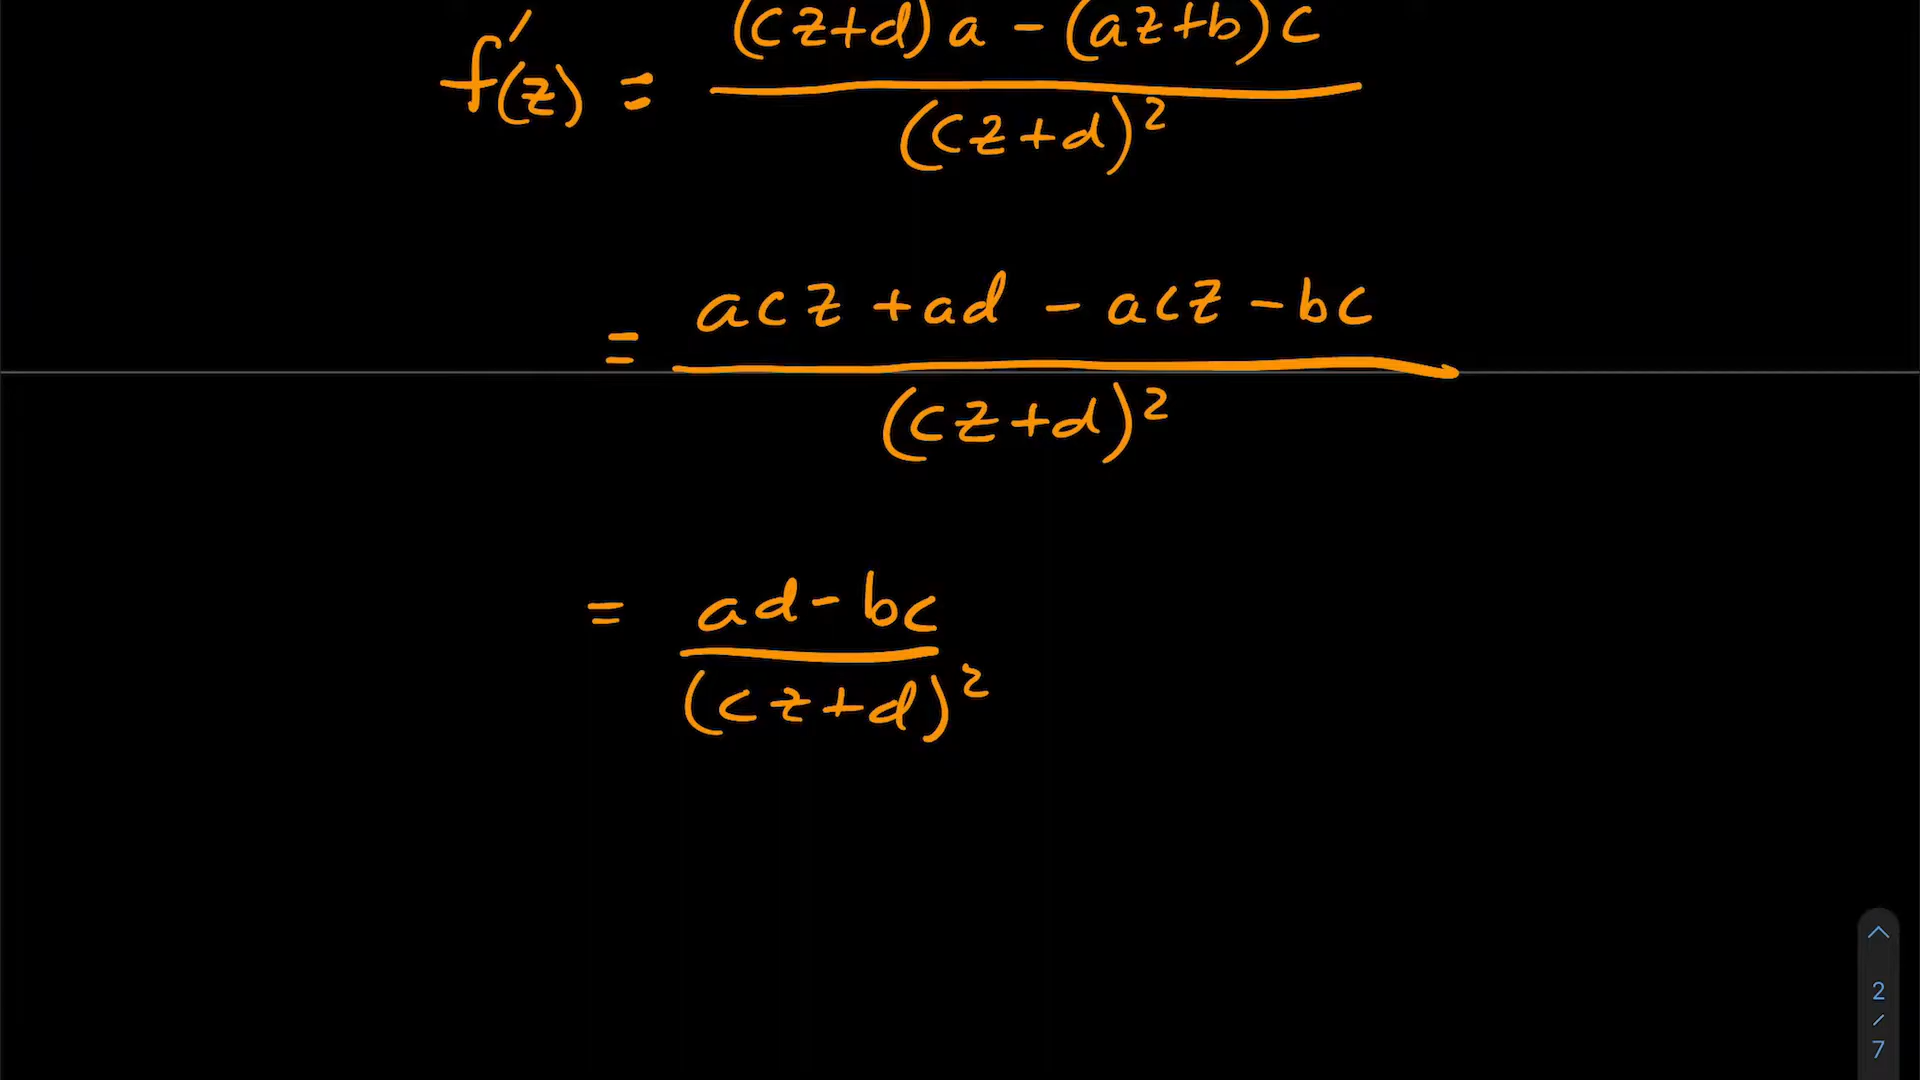 f'(z) = ((cz+d)a - (az+b)c) / (cz+d)²
= (acz + ad - acz - bc) / (cz+d)²
= (ad - bc) / (cz+d)²
2
/
7